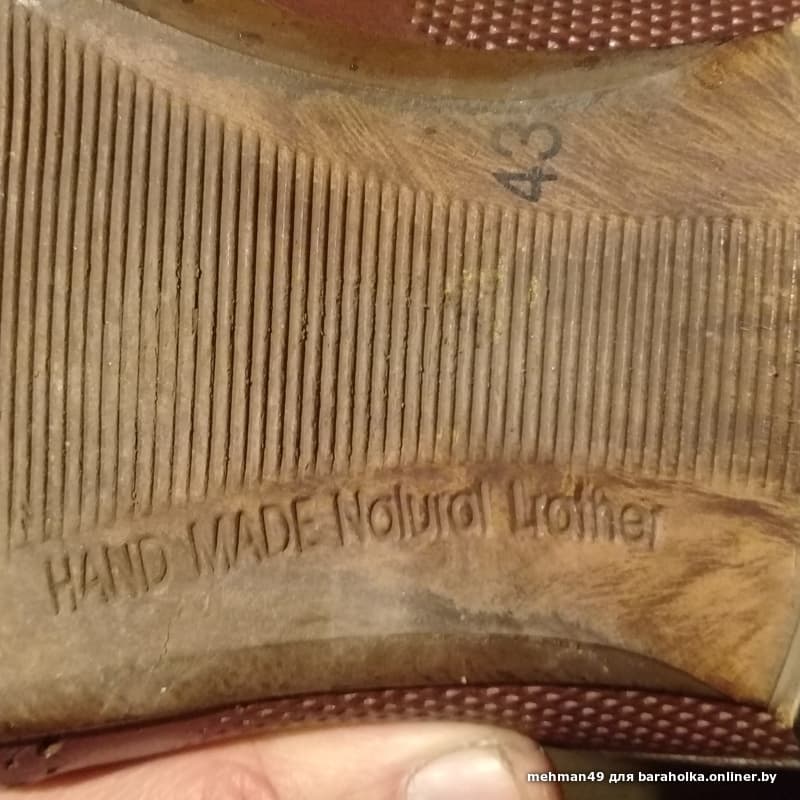 43
HAND MADE Natural Leather
mehman49 для baraholka.onliner.by